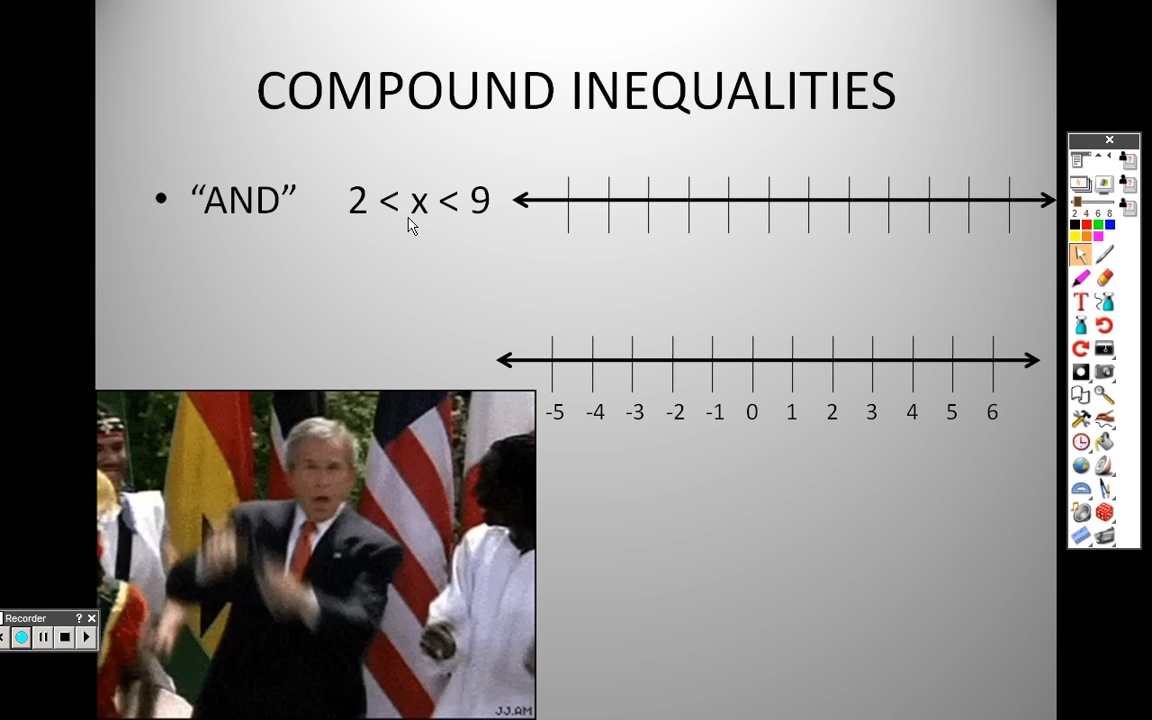 COMPOUND INEQUALITIES
• “AND” 2 < x < 9
2 4 6 8
-5 -4 -3 -2 -1 0 1 2 3 4 5 6
Recorder ?
JJ.AM